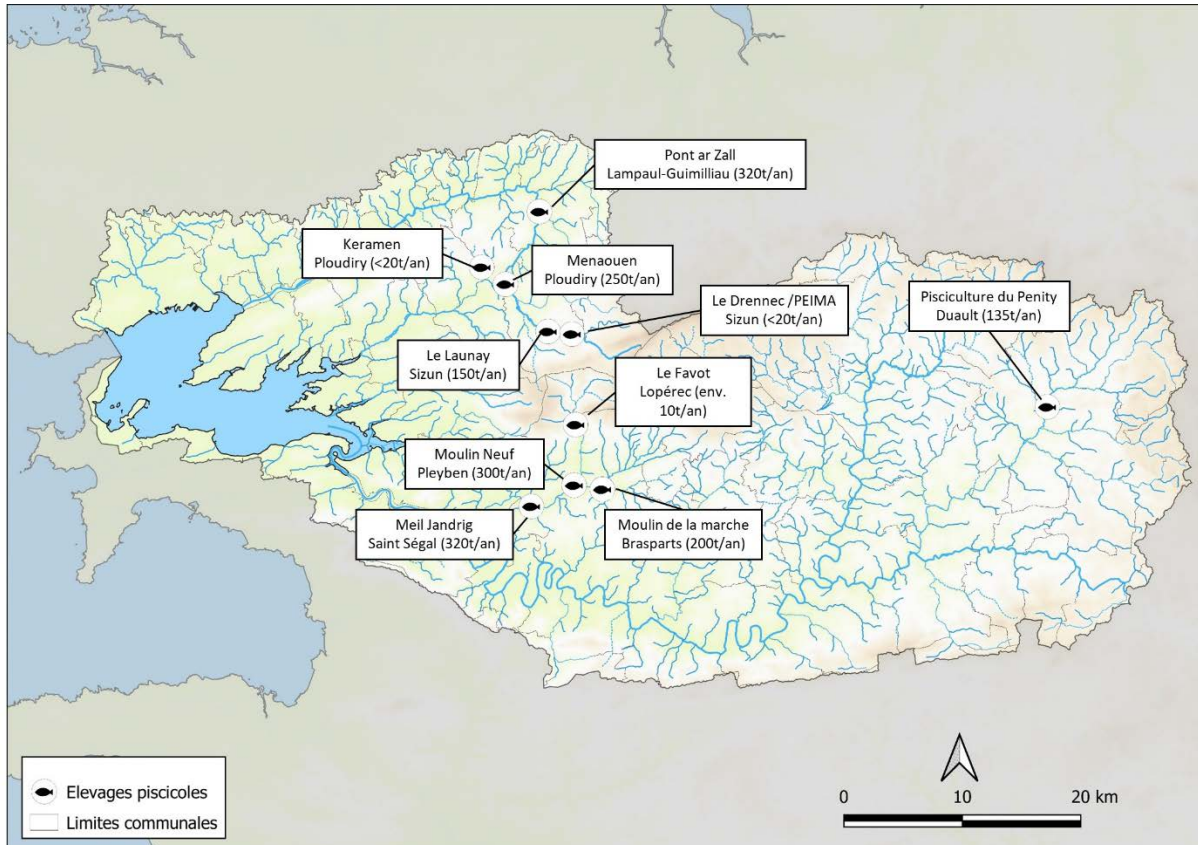 Pont ar Zall
Lampaul-Guimilliau (320t/an)
Keramen
Ploudiry (<20t/an)
Menaouen
Ploudiry (250t/an)
Le Drennec /PEIMA
Sizun (<20t/an)
Pisciculture du Penity
Duault (135t/an)
Le Launay
Sizun (150t/an)
Le Favot
Lopérec (env.
10t/an)
Moulin Neuf
Pleyben (300t/an)
Meil Jandrig
Saint Ségal (320t/an)
Moulin de la marche
Brasparts (200t/an)
Elevages piscicoles
Limites communales
0 10 20 km